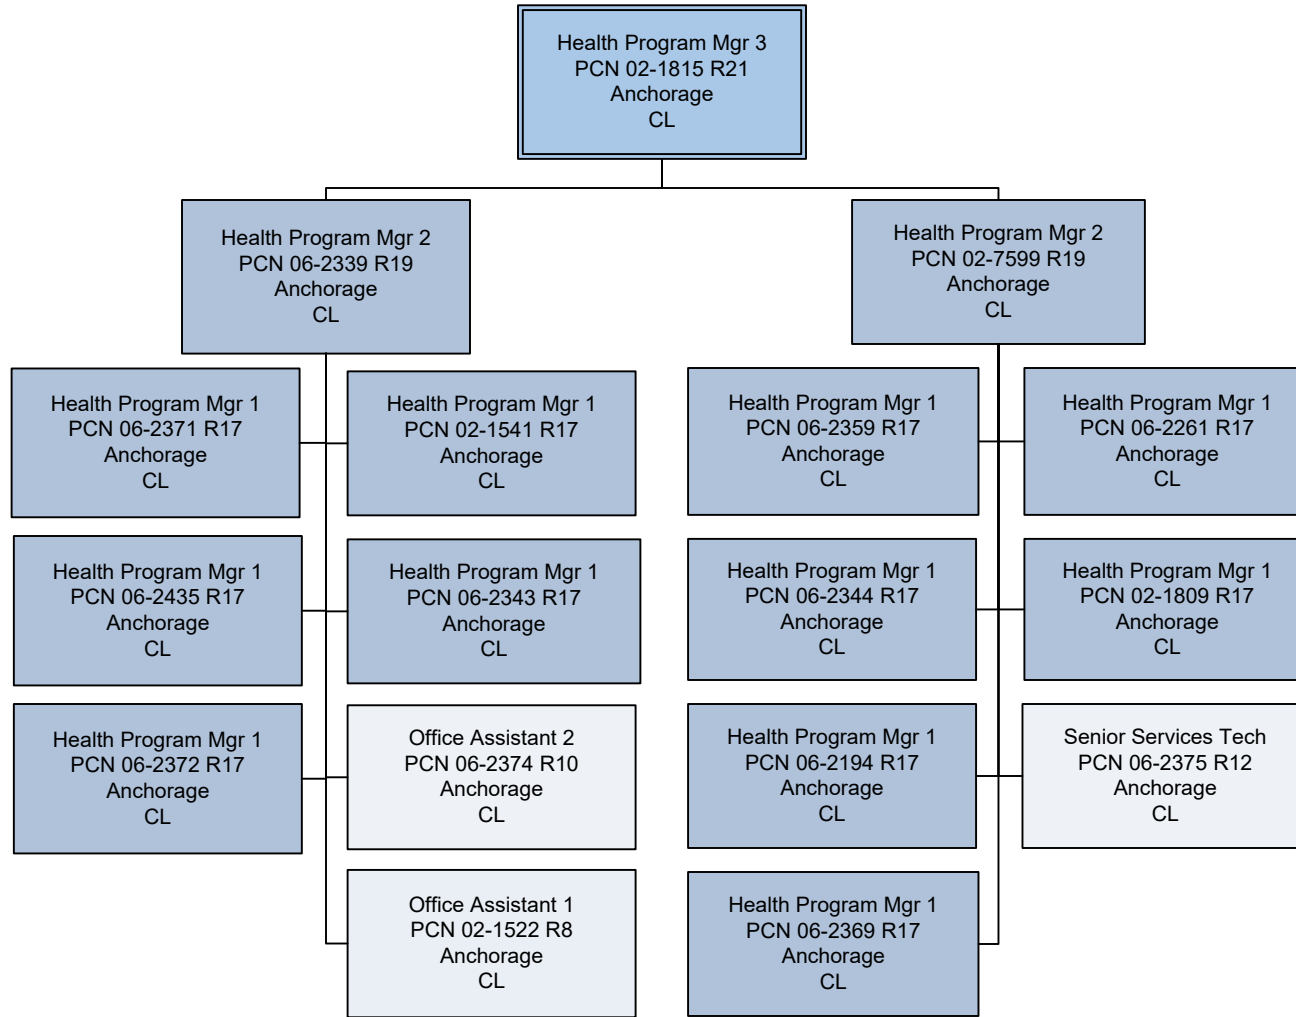 Health Program Mgr 3
PCN 02-1815 R21
Anchorage
CL
Health Program Mgr 2
PCN 06-2339 R19
Anchorage
CL
Health Program Mgr 2
PCN 02-7599 R19
Anchorage
CL
Health Program Mgr 1
PCN 06-2371 R17
Anchorage
CL
Health Program Mgr 1
PCN 02-1541 R17
Anchorage
CL
Health Program Mgr 1
PCN 06-2359 R17
Anchorage
CL
Health Program Mgr 1
PCN 06-2261 R17
Anchorage
CL
Health Program Mgr 1
PCN 06-2435 R17
Anchorage
CL
Health Program Mgr 1
PCN 06-2343 R17
Anchorage
CL
Health Program Mgr 1
PCN 06-2344 R17
Anchorage
CL
Health Program Mgr 1
PCN 02-1809 R17
Anchorage
CL
Health Program Mgr 1
PCN 06-2372 R17
Anchorage
CL
Office Assistant 2
PCN 06-2374 R10
Anchorage
CL
Health Program Mgr 1
PCN 06-2194 R17
Anchorage
CL
Senior Services Tech
PCN 06-2375 R12
Anchorage
CL
Office Assistant 1
PCN 02-1522 R8
Anchorage
CL
Health Program Mgr 1
PCN 06-2369 R17
Anchorage
CL